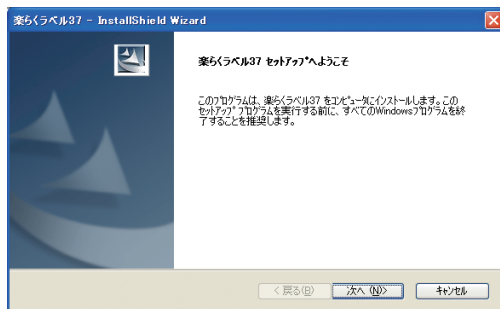 楽らくラベル37 - InstallShield Wizard
楽らくラベル37 セットアップへようこそ
このプログラムは、楽らくラベル37 をコンピュータにインストールします。この
セットアップ プログラムを実行する前に、すべてのWindowsプログラムを終
了することを推奨します。
< 戻る(B)
次へ (N)>
キャンセル